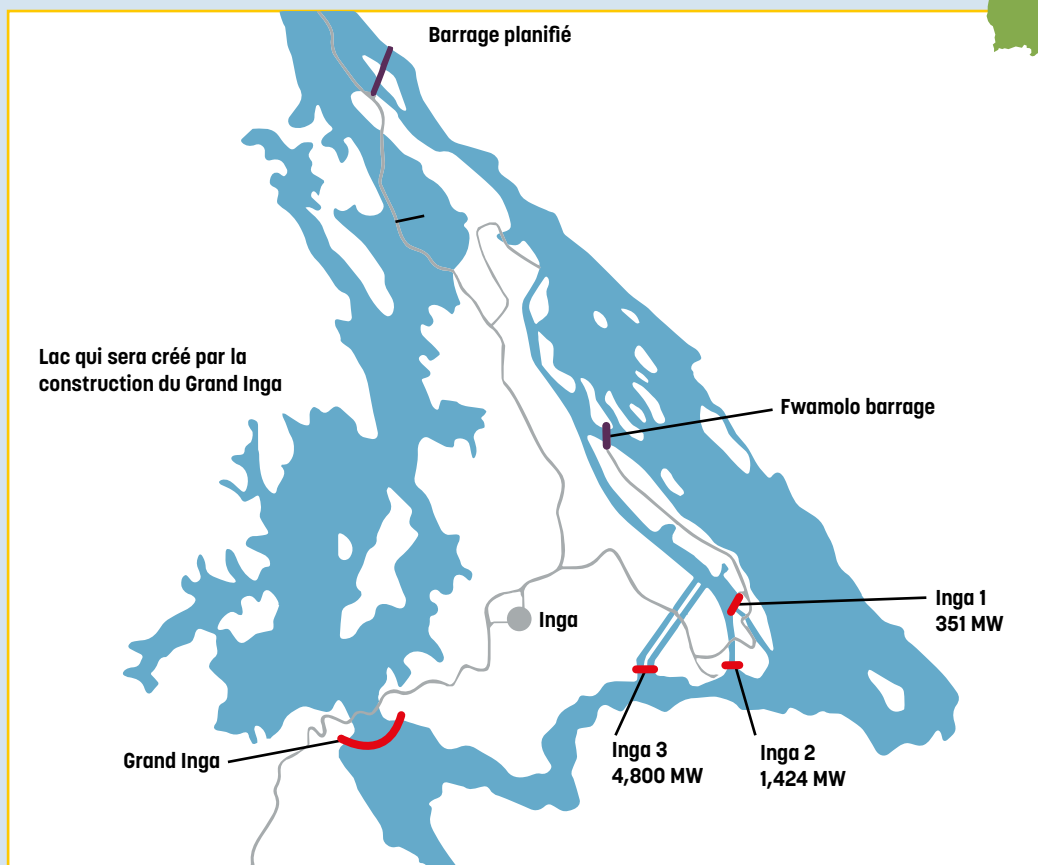 Barrage planifié
Lac qui sera créé par la
construction du Grand Inga
Fwamolo barrage
Inga 1
351 MW
Inga
Inga 3
4,800 MW
Inga 2
1,424 MW
Grand Inga